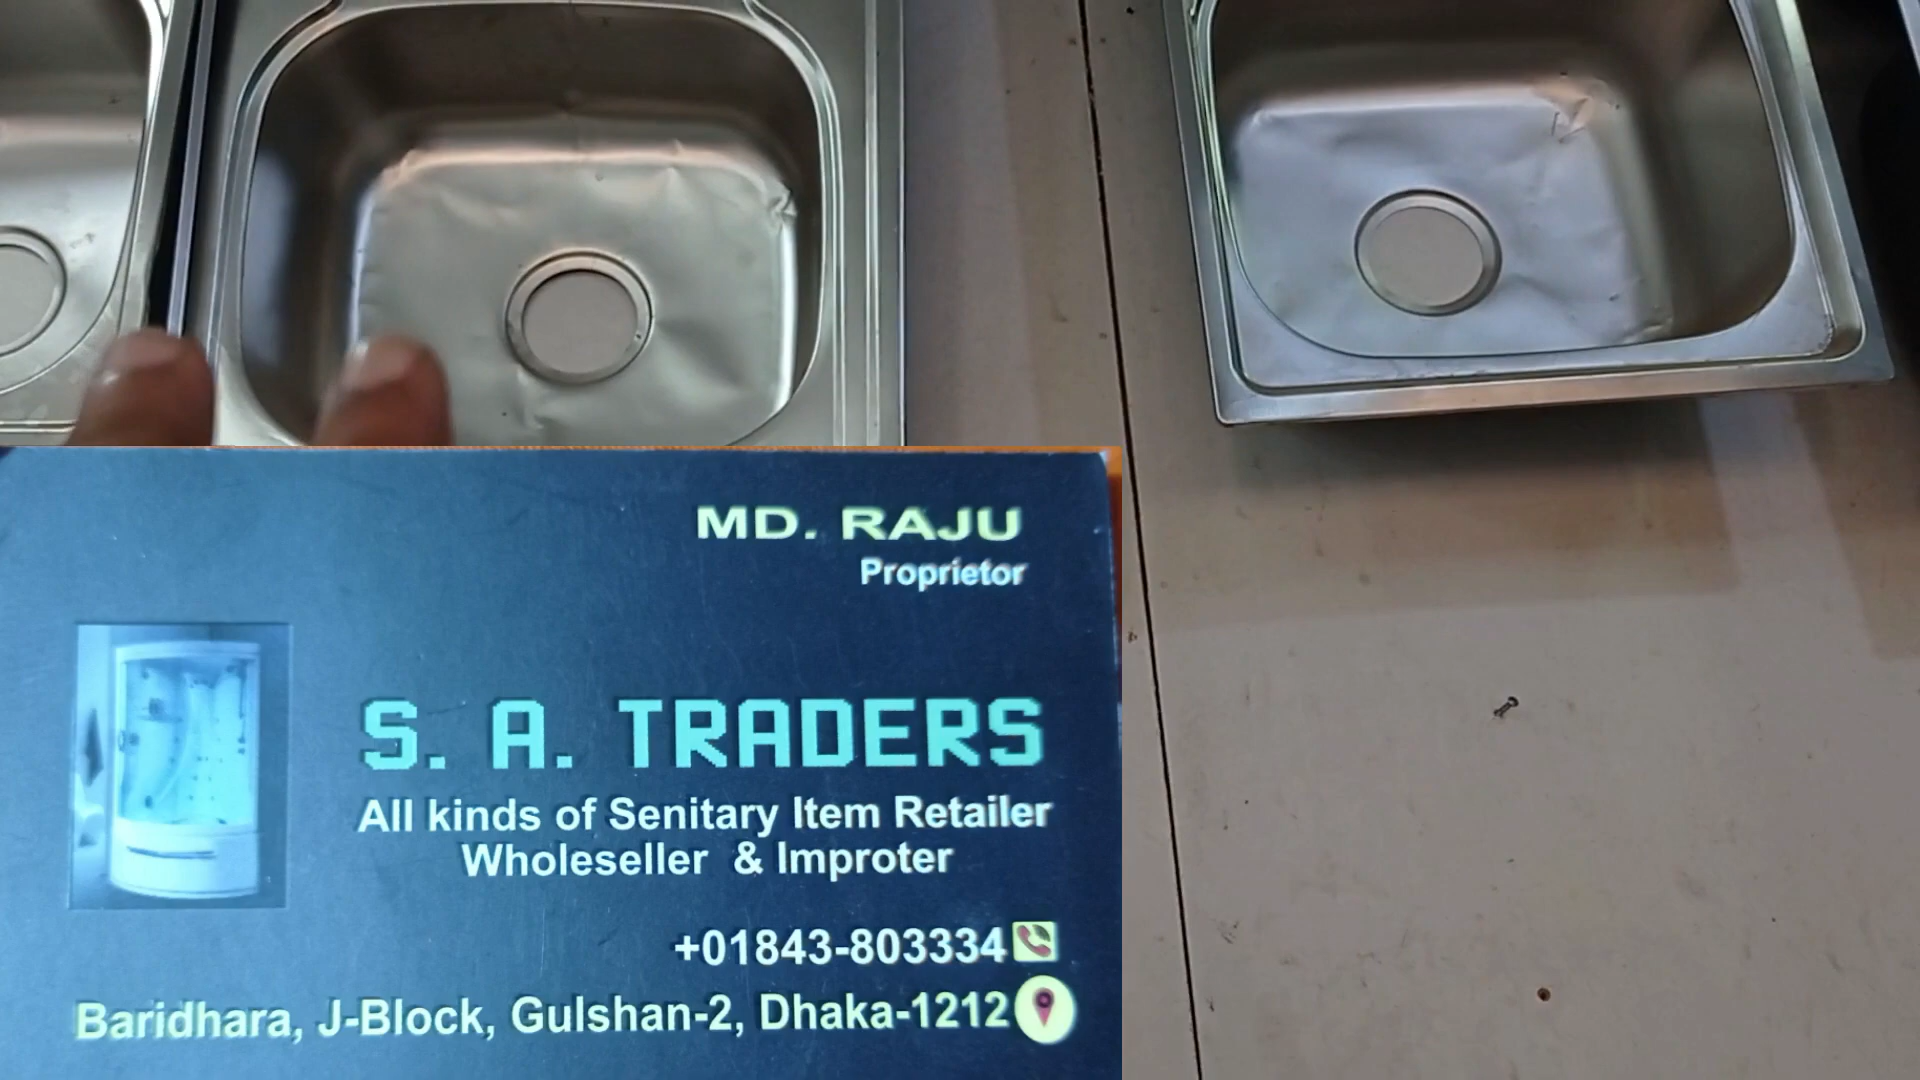 MD. RAJU
Proprietor
S. A. TRADERS
All kinds of Senitary Item Retailer
Wholeseller & Improter
+01843-803334
Baridhara, J-Block, Gulshan-2, Dhaka-1212